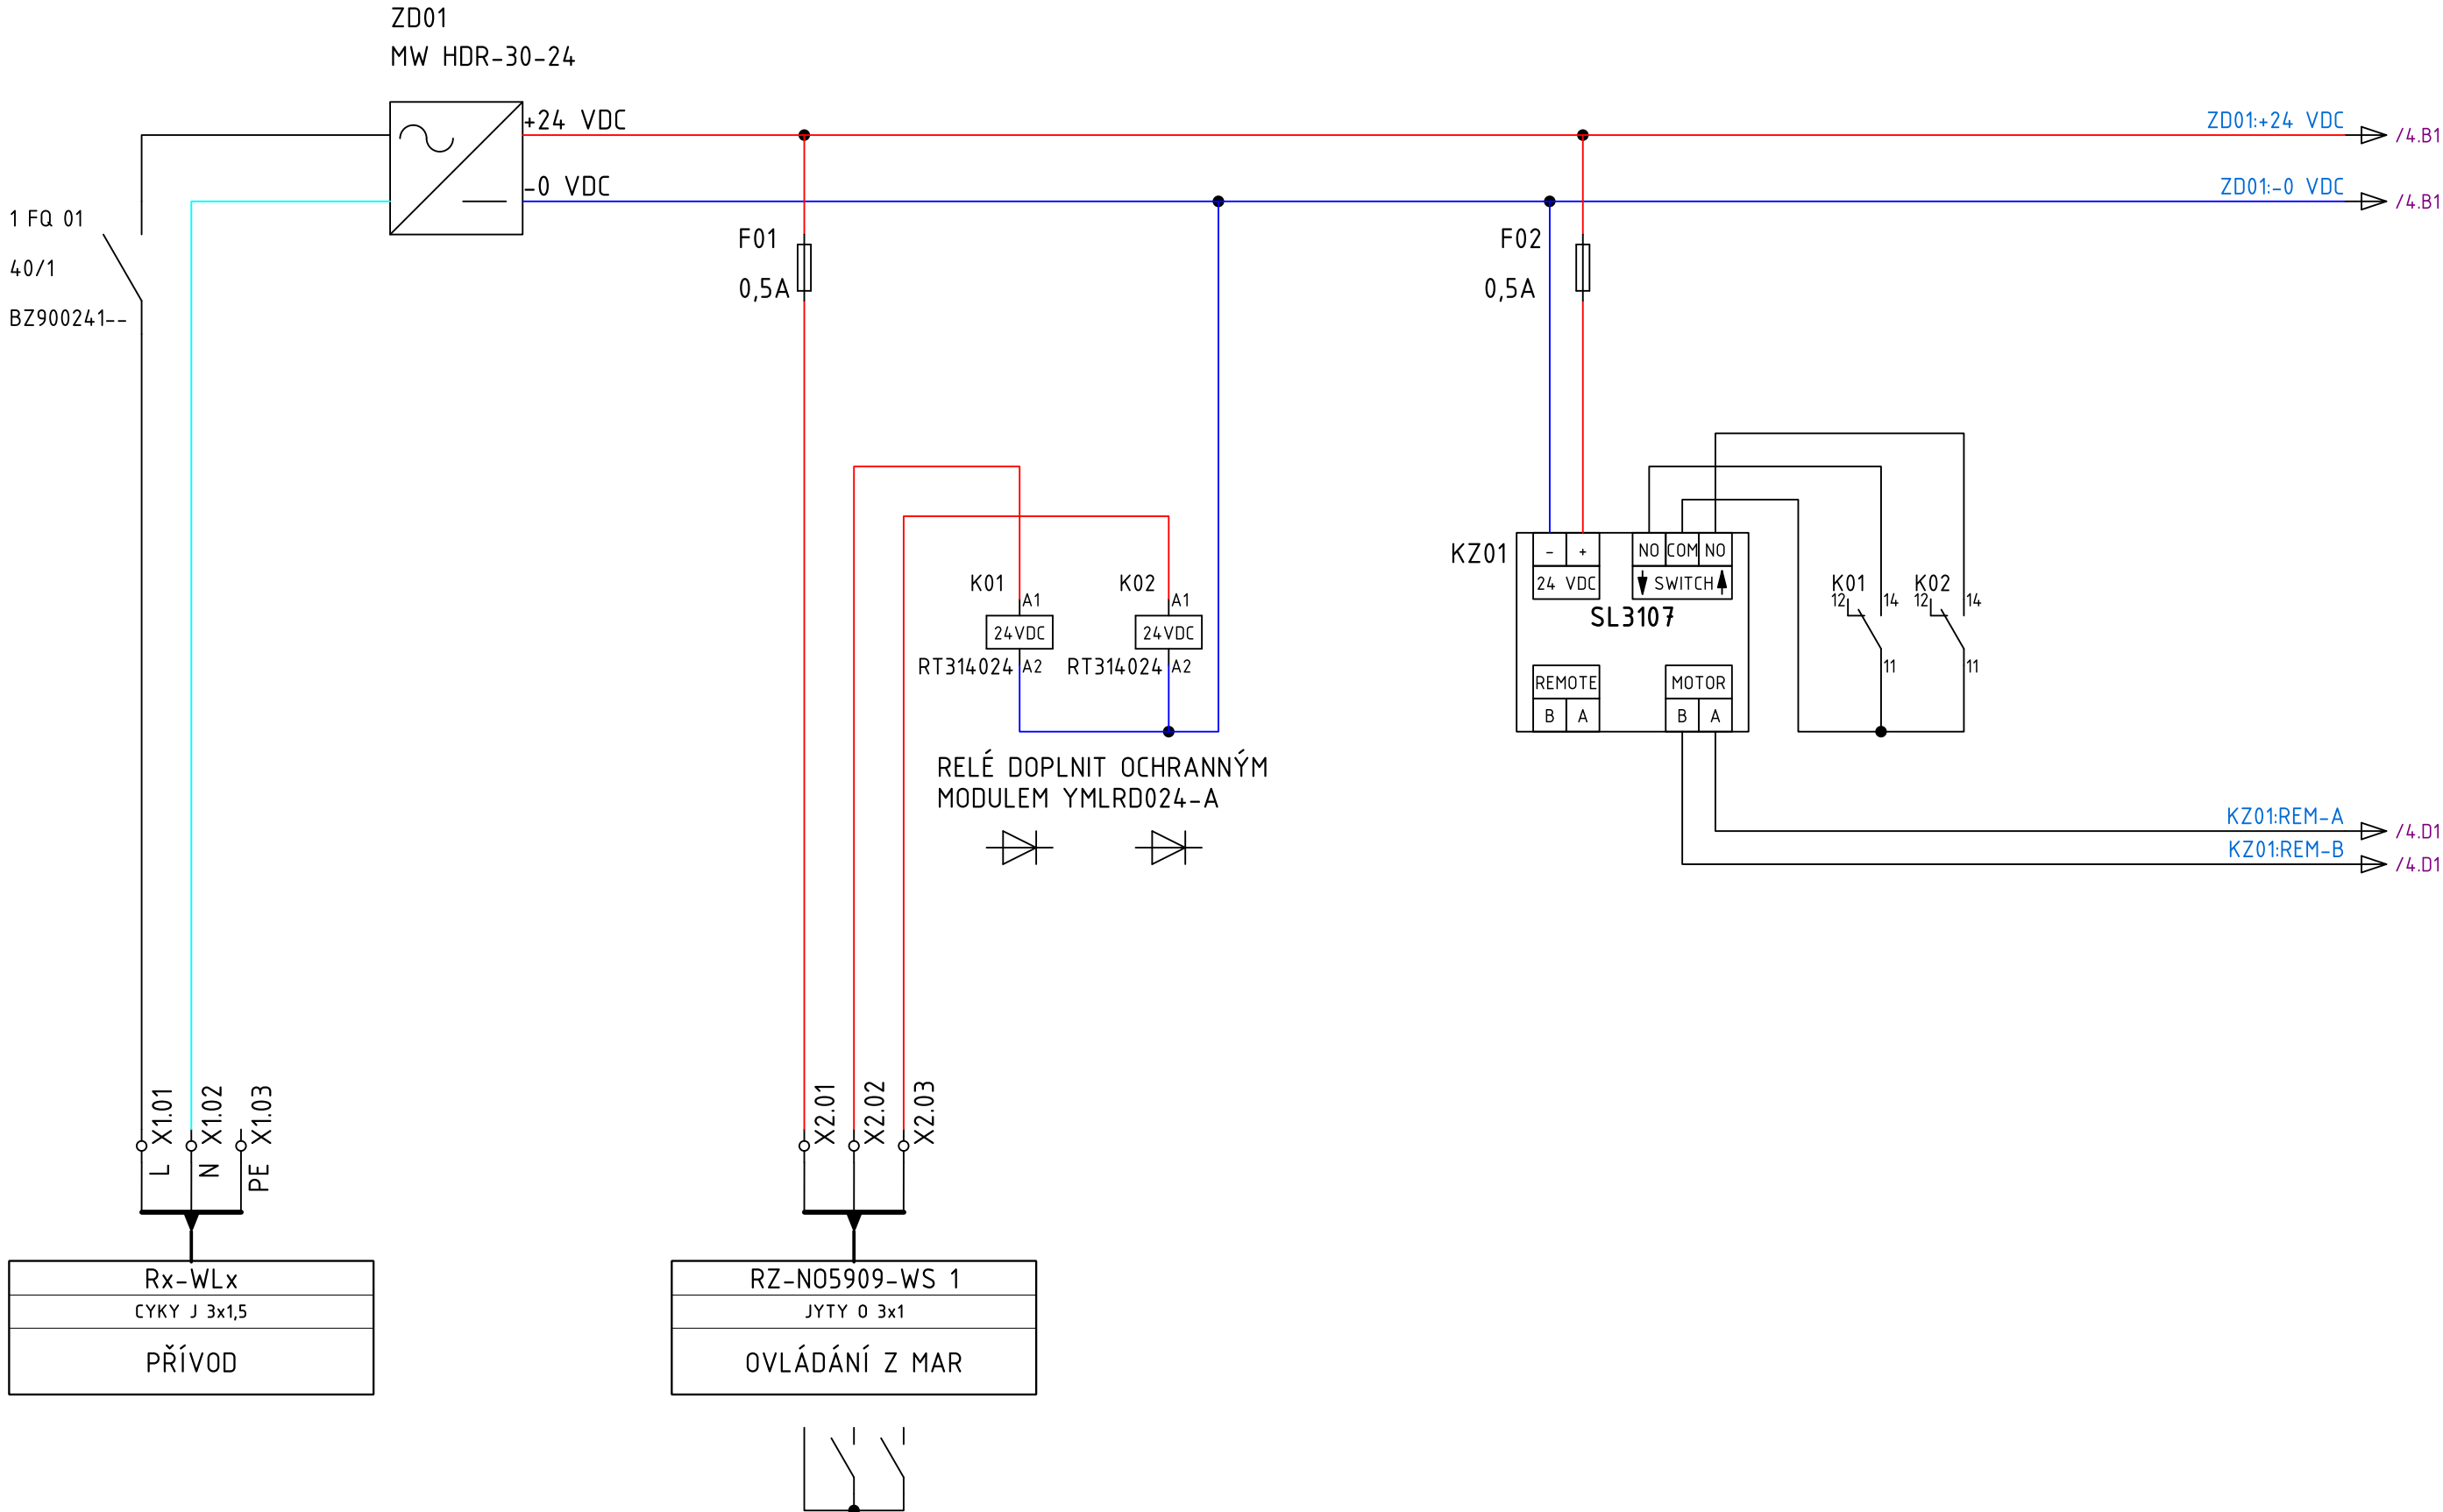 ZD01
MW HDR-30-24
+24 VDC
-0 VDC
ZD01:+24 VDC
/4.B1
ZD01:-0 VDC
/4.B1
1 FQ 01
40/1
BZ900241--
F01
0,5A
F02
0,5A
K01
A1
24VDC
RT314024
A2
K02
A1
24VDC
RT314024
A2
RELÉ DOPLNIT OCHRANNÝM
MODULEM YMLRD024-A
KZ01
- +
24 VDC
NO COM NO
SWITCH
SL3107
REMOTE
B A
MOTOR
B A
K01
12 14
11
K02
12 14
11
KZ01:REM-A
/4.D1
KZ01:REM-B
/4.D1
X1.01
X1.02
X1.03
L
N
PE
X2.01
X2.02
X2.03
Rx-WLx
CYKY J 3x1,5
PŘÍVOD
RZ-NO5909-WS 1
JYTY O 3x1
OVLÁDÁNÍ Z MAR